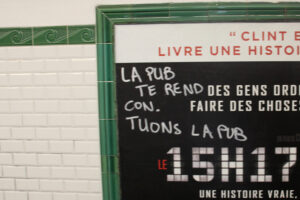 “ CLINT E
LIVRE UNE HISTOI
LA PUB
TE REND
CON.
TUONS LA PUB
DES GENS ORD
FAIRE DES CHOSES
LE 15H17
UNE HISTOIRE VRAIE,